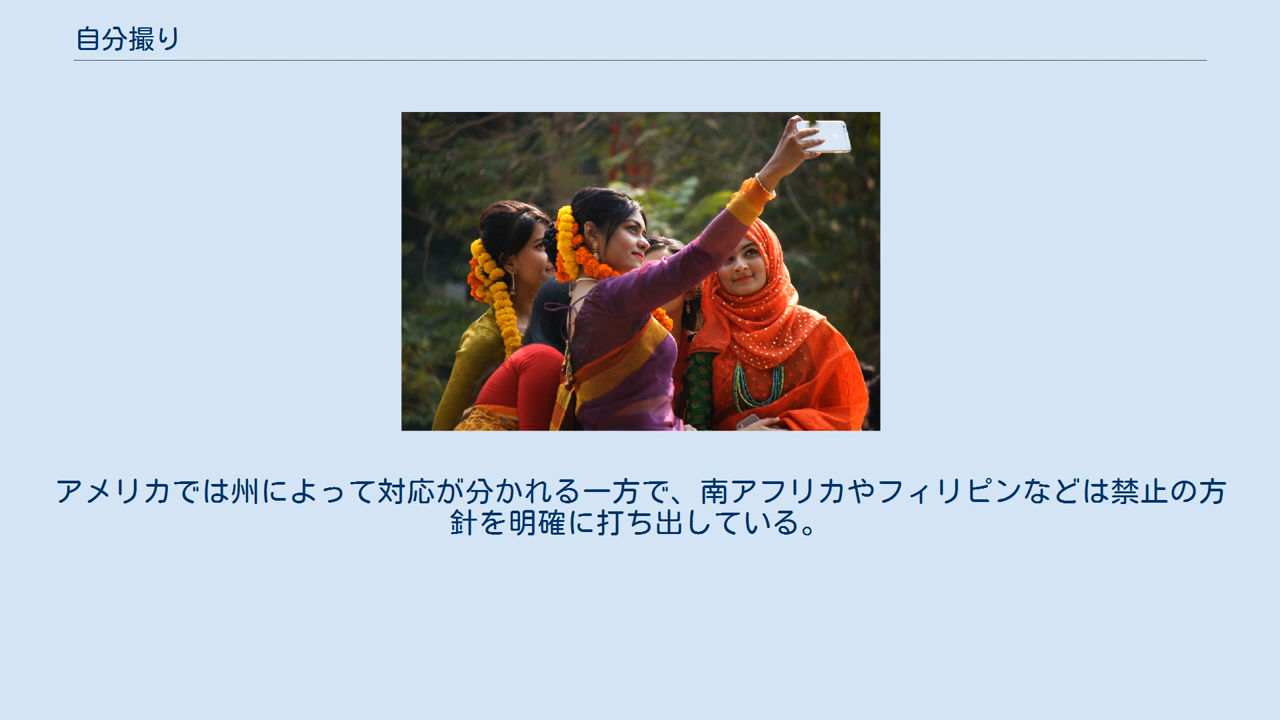 自分撮り
アメリカでは州によって対応が分かれる一方で、南アフリカやフィリピンなどは禁止の方
針を明確に打ち出している。